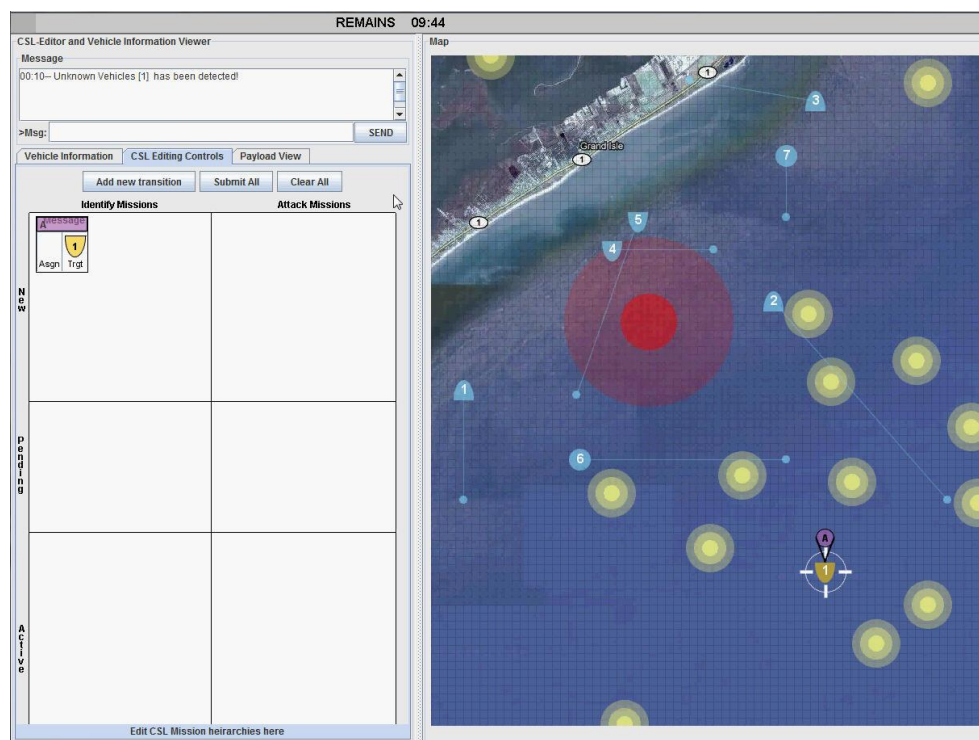 REMAINS 09:44
CSL-Editor and Vehicle Information Viewer
Message
00:10-- Unknown Vehicles [1] has been detected!
>Msg:
SEND
Vehicle Information
CSL Editing Controls
Payload View
Add new transition
Submit All
Clear All
Identify Missions
Attack Missions
Message
A
1
Asgn Trgt
New
Pending
Active
Edit CSL Mission heirarchies here
Map
1
3
Grand Isle
1
7
1
5
4
2
1
6
A
1